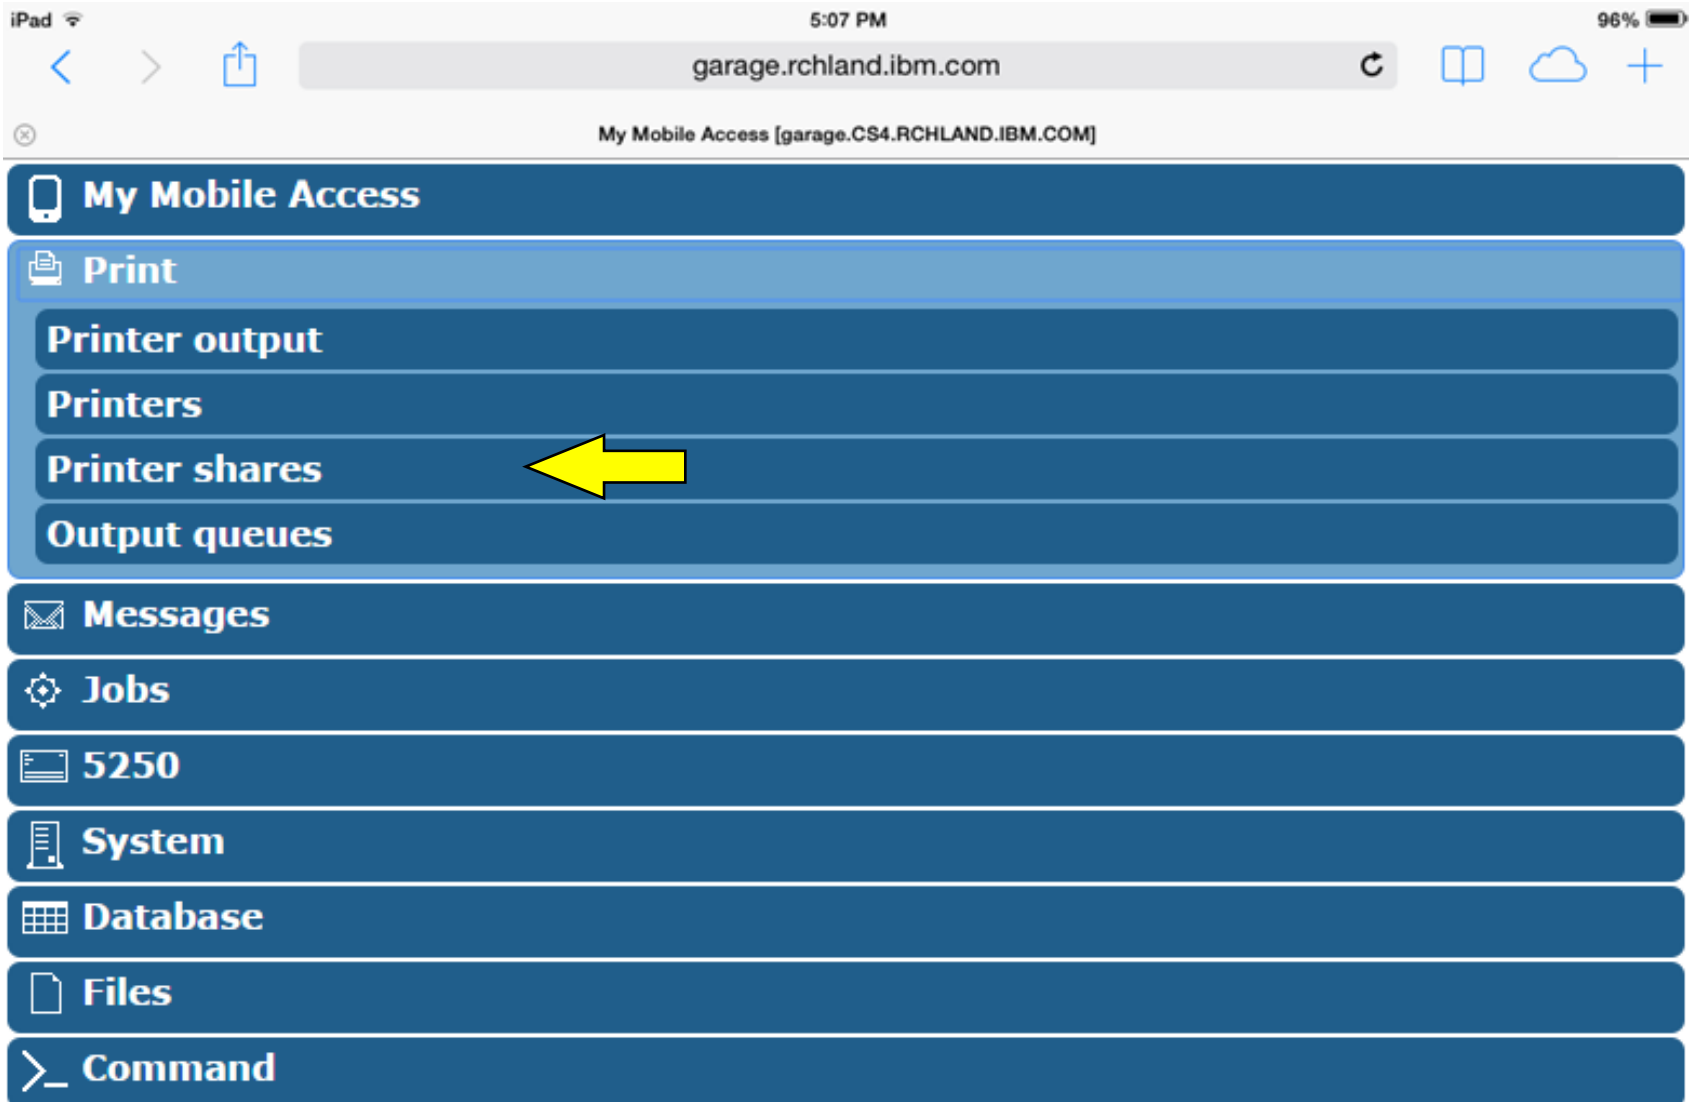 iPad 5:07 PM 96%
garage.rchland.ibm.com
My Mobile Access [garage.CS4.RCHLAND.IBM.COM]
My Mobile Access
Print
Printer output
Printers
Printer shares
Output queues
Messages
Jobs
5250
System
Database
Files
Command